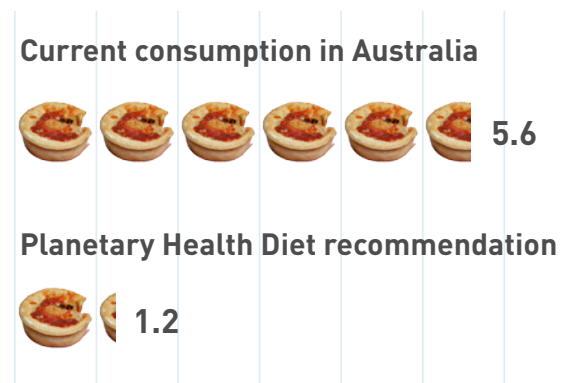 Current consumption in Australia
5.6
Planetary Health Diet recommendation
1.2